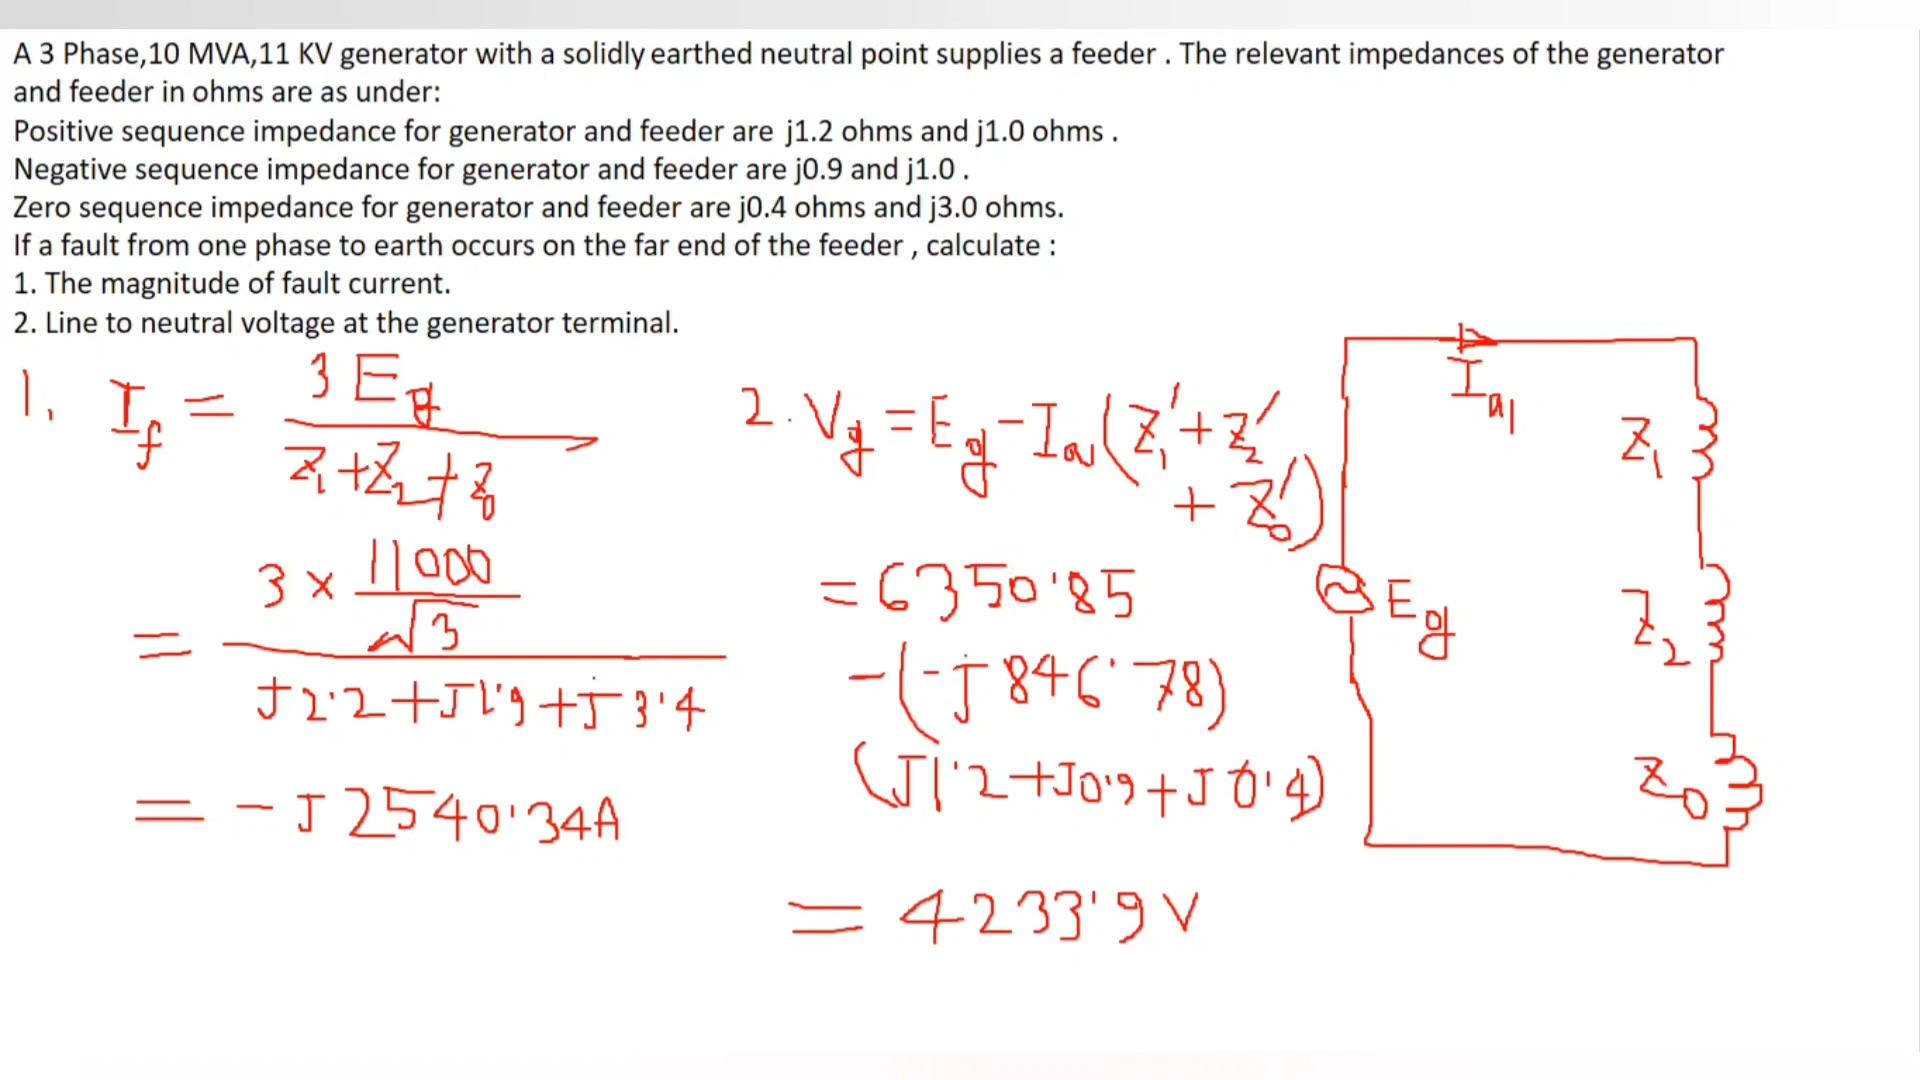 A 3 Phase,10 MVA,11 KV generator with a solidly earthed neutral point supplies a feeder . The relevant impedances of the generator
and feeder in ohms are as under:
Positive sequence impedance for generator and feeder are j1.2 ohms and j1.0 ohms .
Negative sequence impedance for generator and feeder are j0.9 and j1.0 .
Zero sequence impedance for generator and feeder are j0.4 ohms and j3.0 ohms.
If a fault from one phase to earth occurs on the far end of the feeder , calculate :
1. The magnitude of fault current.
2. Line to neutral voltage at the generator terminal.
1. If = 3Eg
Z1+Z2+Z0
= 3 x 11000
√3
J2.2+J1.9+J3.4
= -J2540.34A
2. Vg = Eg - Ia1(Z1'+Z2'
+ Z0')
= 6350.85
-(-J846.78)
(J1.2+J0.9+J0.4)
= 4233.9 V
Ia1
Z1
Eg
Z2
Z0